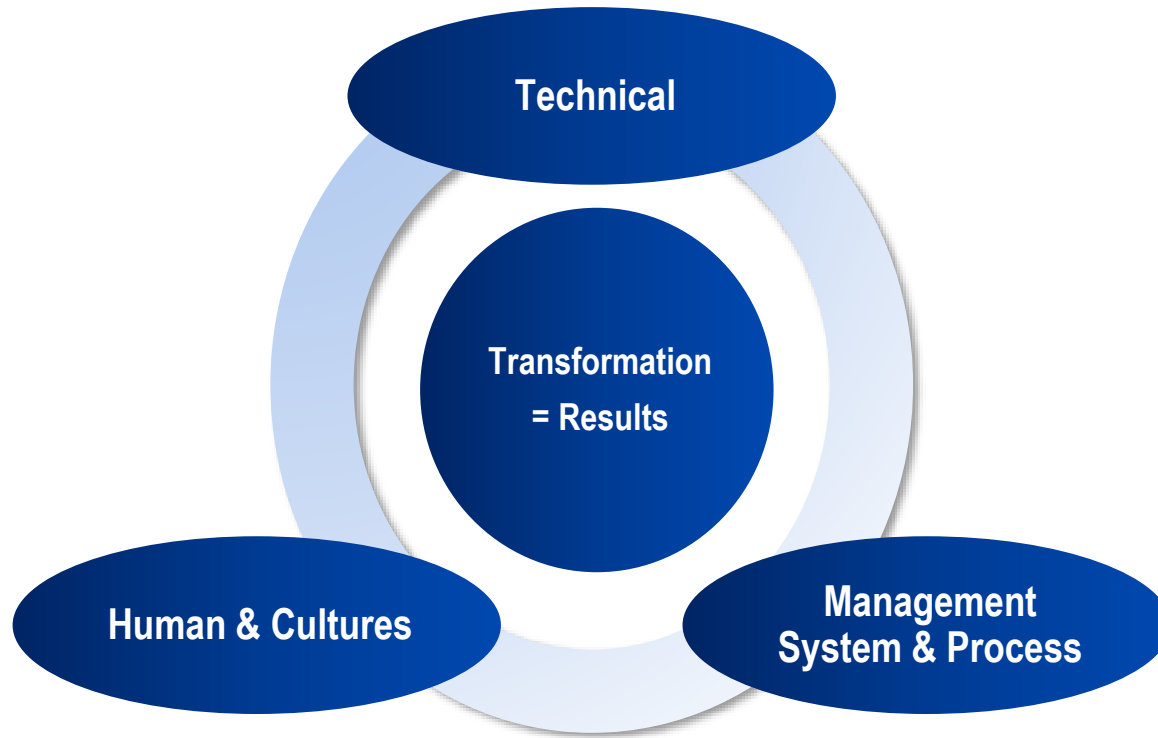 Technical
Transformation
= Results
Human & Cultures
Management
System & Process